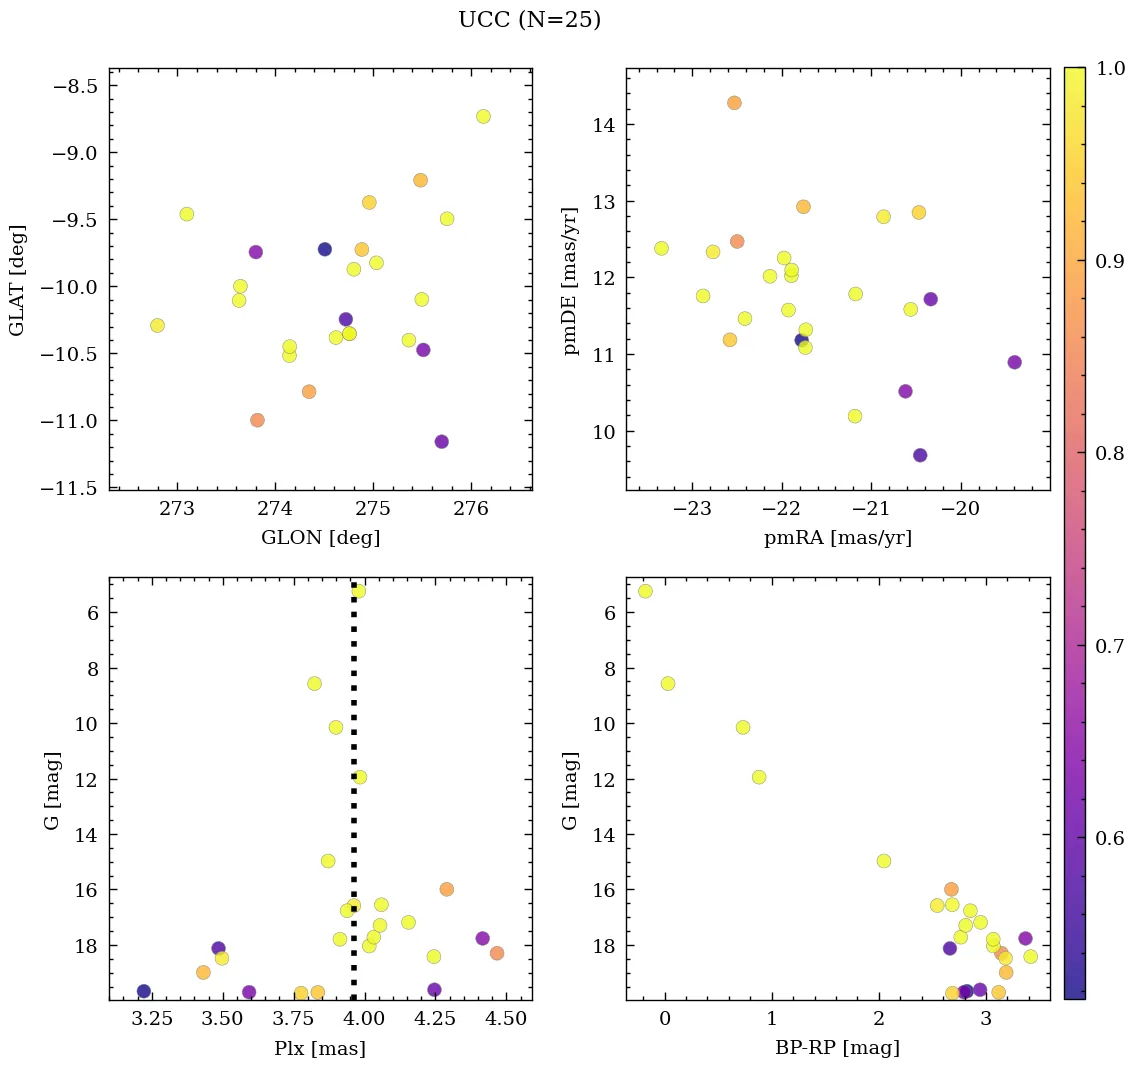 UCC (N=25)
−8.5
−9.0
−9.5
−10.0
−10.5
−11.0
−11.5
GLAT [deg]
273 274 275 276
GLON [deg]
14
13
12
11
10
pmDE [mas/yr]
−23 −22 −21 −20
pmRA [mas/yr]
6
8
10
12
14
16
18
G [mag]
3.25 3.50 3.75 4.00 4.25 4.50
Plx [mas]
6
8
10
12
14
16
18
G [mag]
0 1 2 3
BP-RP [mag]
1.0
0.9
0.8
0.7
0.6